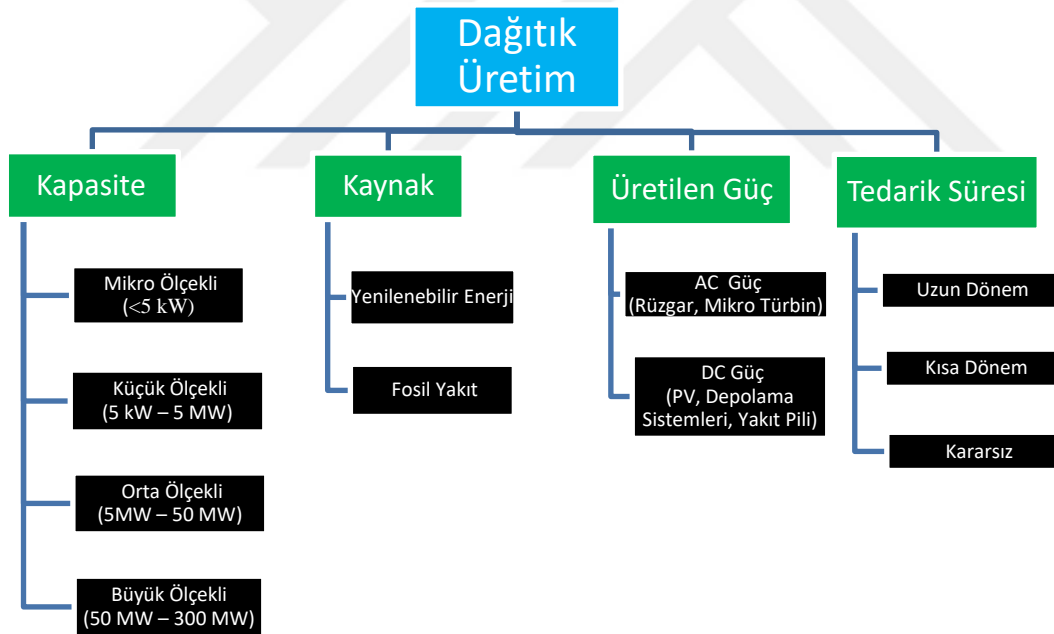 Dağıtık
Üretim
Kapasite
Mikro Ölçekli
(<5 kW)
Küçük Ölçekli
(5 kW – 5 MW)
Orta Ölçekli
(5MW – 50 MW)
Büyük Ölçekli
(50 MW – 300 MW)
Kaynak
Yenilenebilir Enerji
Fosil Yakıt
Üretilen Güç
AC Güç
(Rüzgar, Mikro Türbin)
DC Güç
(PV, Depolama
Sistemleri, Yakıt Pili)
Tedarik Süresi
Uzun Dönem
Kısa Dönem
Kararsız